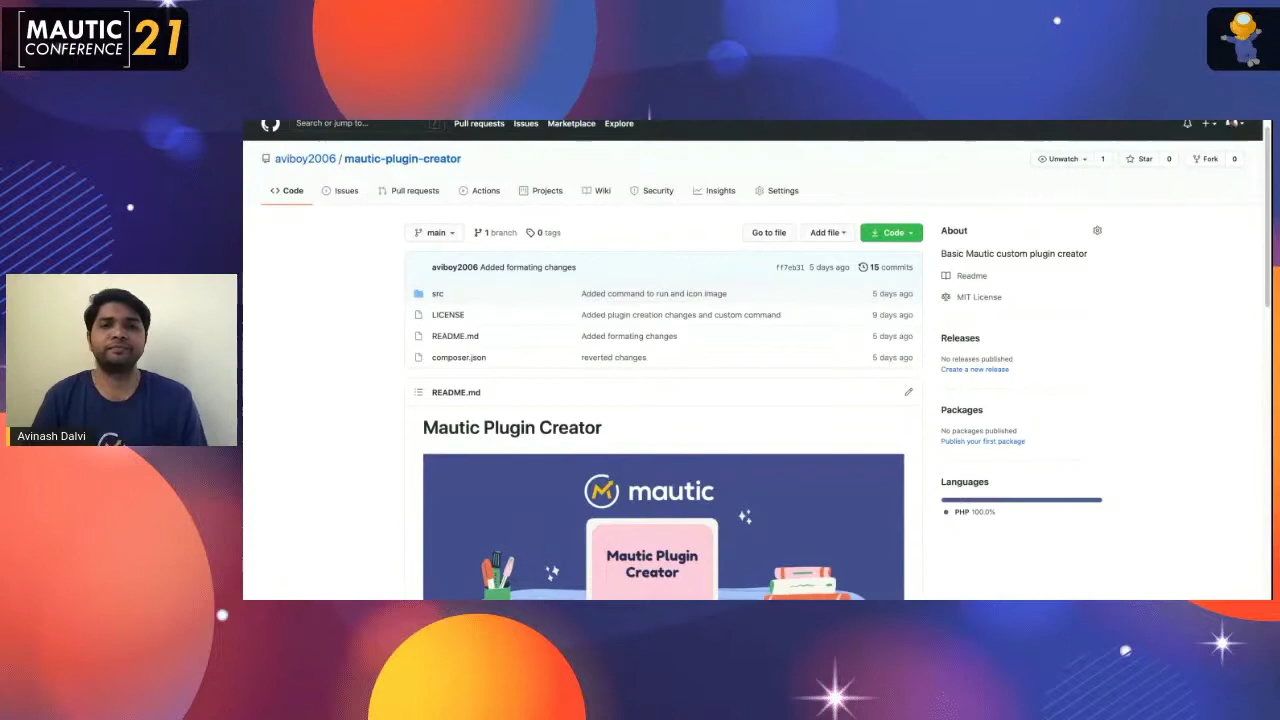 MAUTIC
CONFERENCE 21
Search or jump to...
/
Pull requests Issues Marketplace Explore
aviboy2006 / mautic-plugin-creator
Unwatch 1 Star 0 Fork 0
Code Issues Pull requests Actions Projects Wiki Security Insights Settings
main 1 branch 0 tags Go to file Add file Code
aviboy2006 Added formating changes ff7eb31 5 days ago 15 commits
src Added command to run and icon image 5 days ago
LICENSE Added plugin creation changes and custom command 9 days ago
README.md Added formating changes 5 days ago
composer.json reverted changes 5 days ago
README.md
Mautic Plugin Creator
mautic
Mautic Plugin
Creator
About
Basic Mautic custom plugin creator
Readme
MIT License
Releases
No releases published
Create a new release
Packages
No packages published
Publish your first package
Languages
PHP 100.0%
Avinash Dalvi